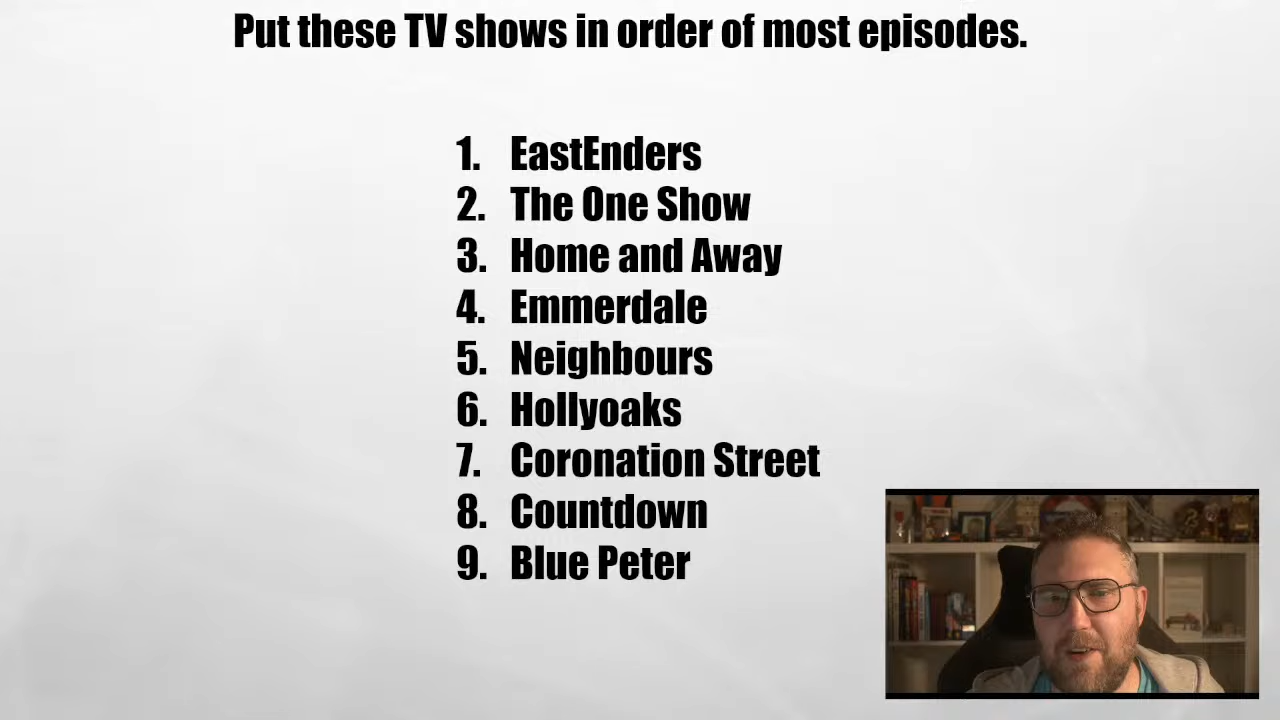 Put these TV shows in order of most episodes.
1. EastEnders
2. The One Show
3. Home and Away
4. Emmerdale
5. Neighbours
6. Hollyoaks
7. Coronation Street
8. Countdown
9. Blue Peter